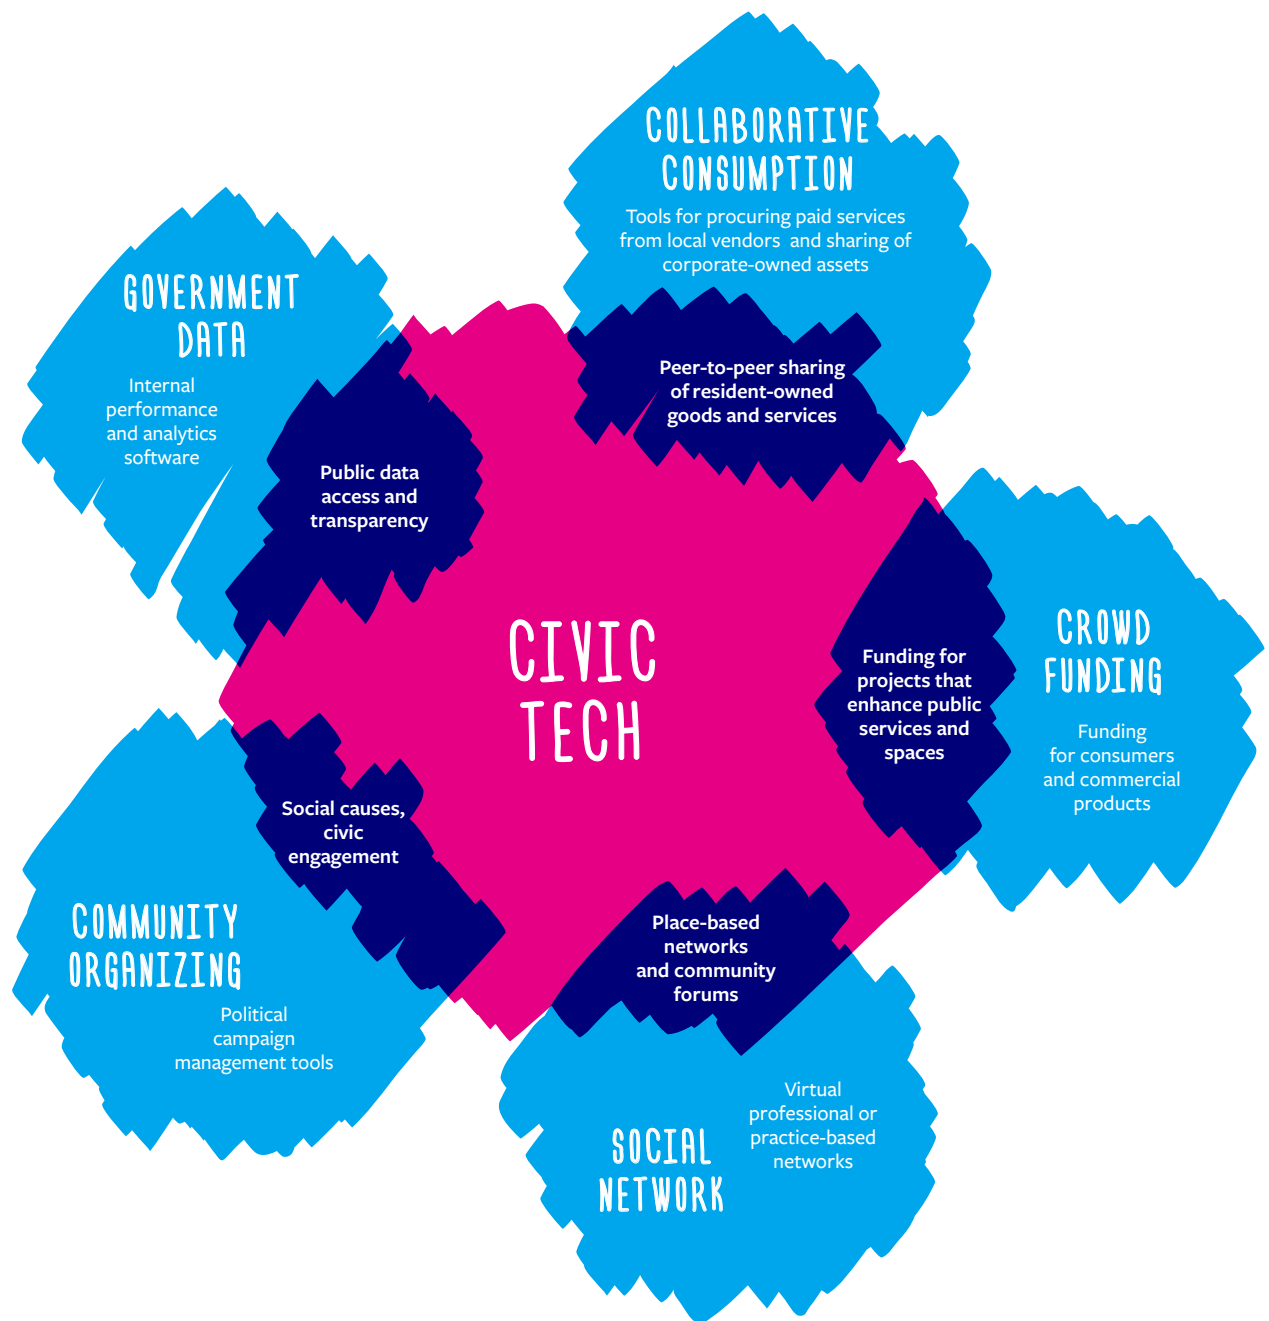 COLLABORATIVE
CONSUMPTION
Tools for procuring paid services
from local vendors and sharing of
corporate-owned assets
Peer-to-peer sharing
of resident-owned
goods and services
GOVERNMENT
DATA
Internal
performance
and analytics
software
Public data
access and
transparency
CIVIC
TECH
Funding for
projects that
enhance public
services and
spaces
CROWD
FUNDING
Funding
for consumers
and commercial
products
Social causes,
civic
engagement
COMMUNITY
ORGANIZING
Political
campaign
management tools
Place-based
networks
and community
forums
SOCIAL
NETWORK
Virtual
professional or
practice-based
networks